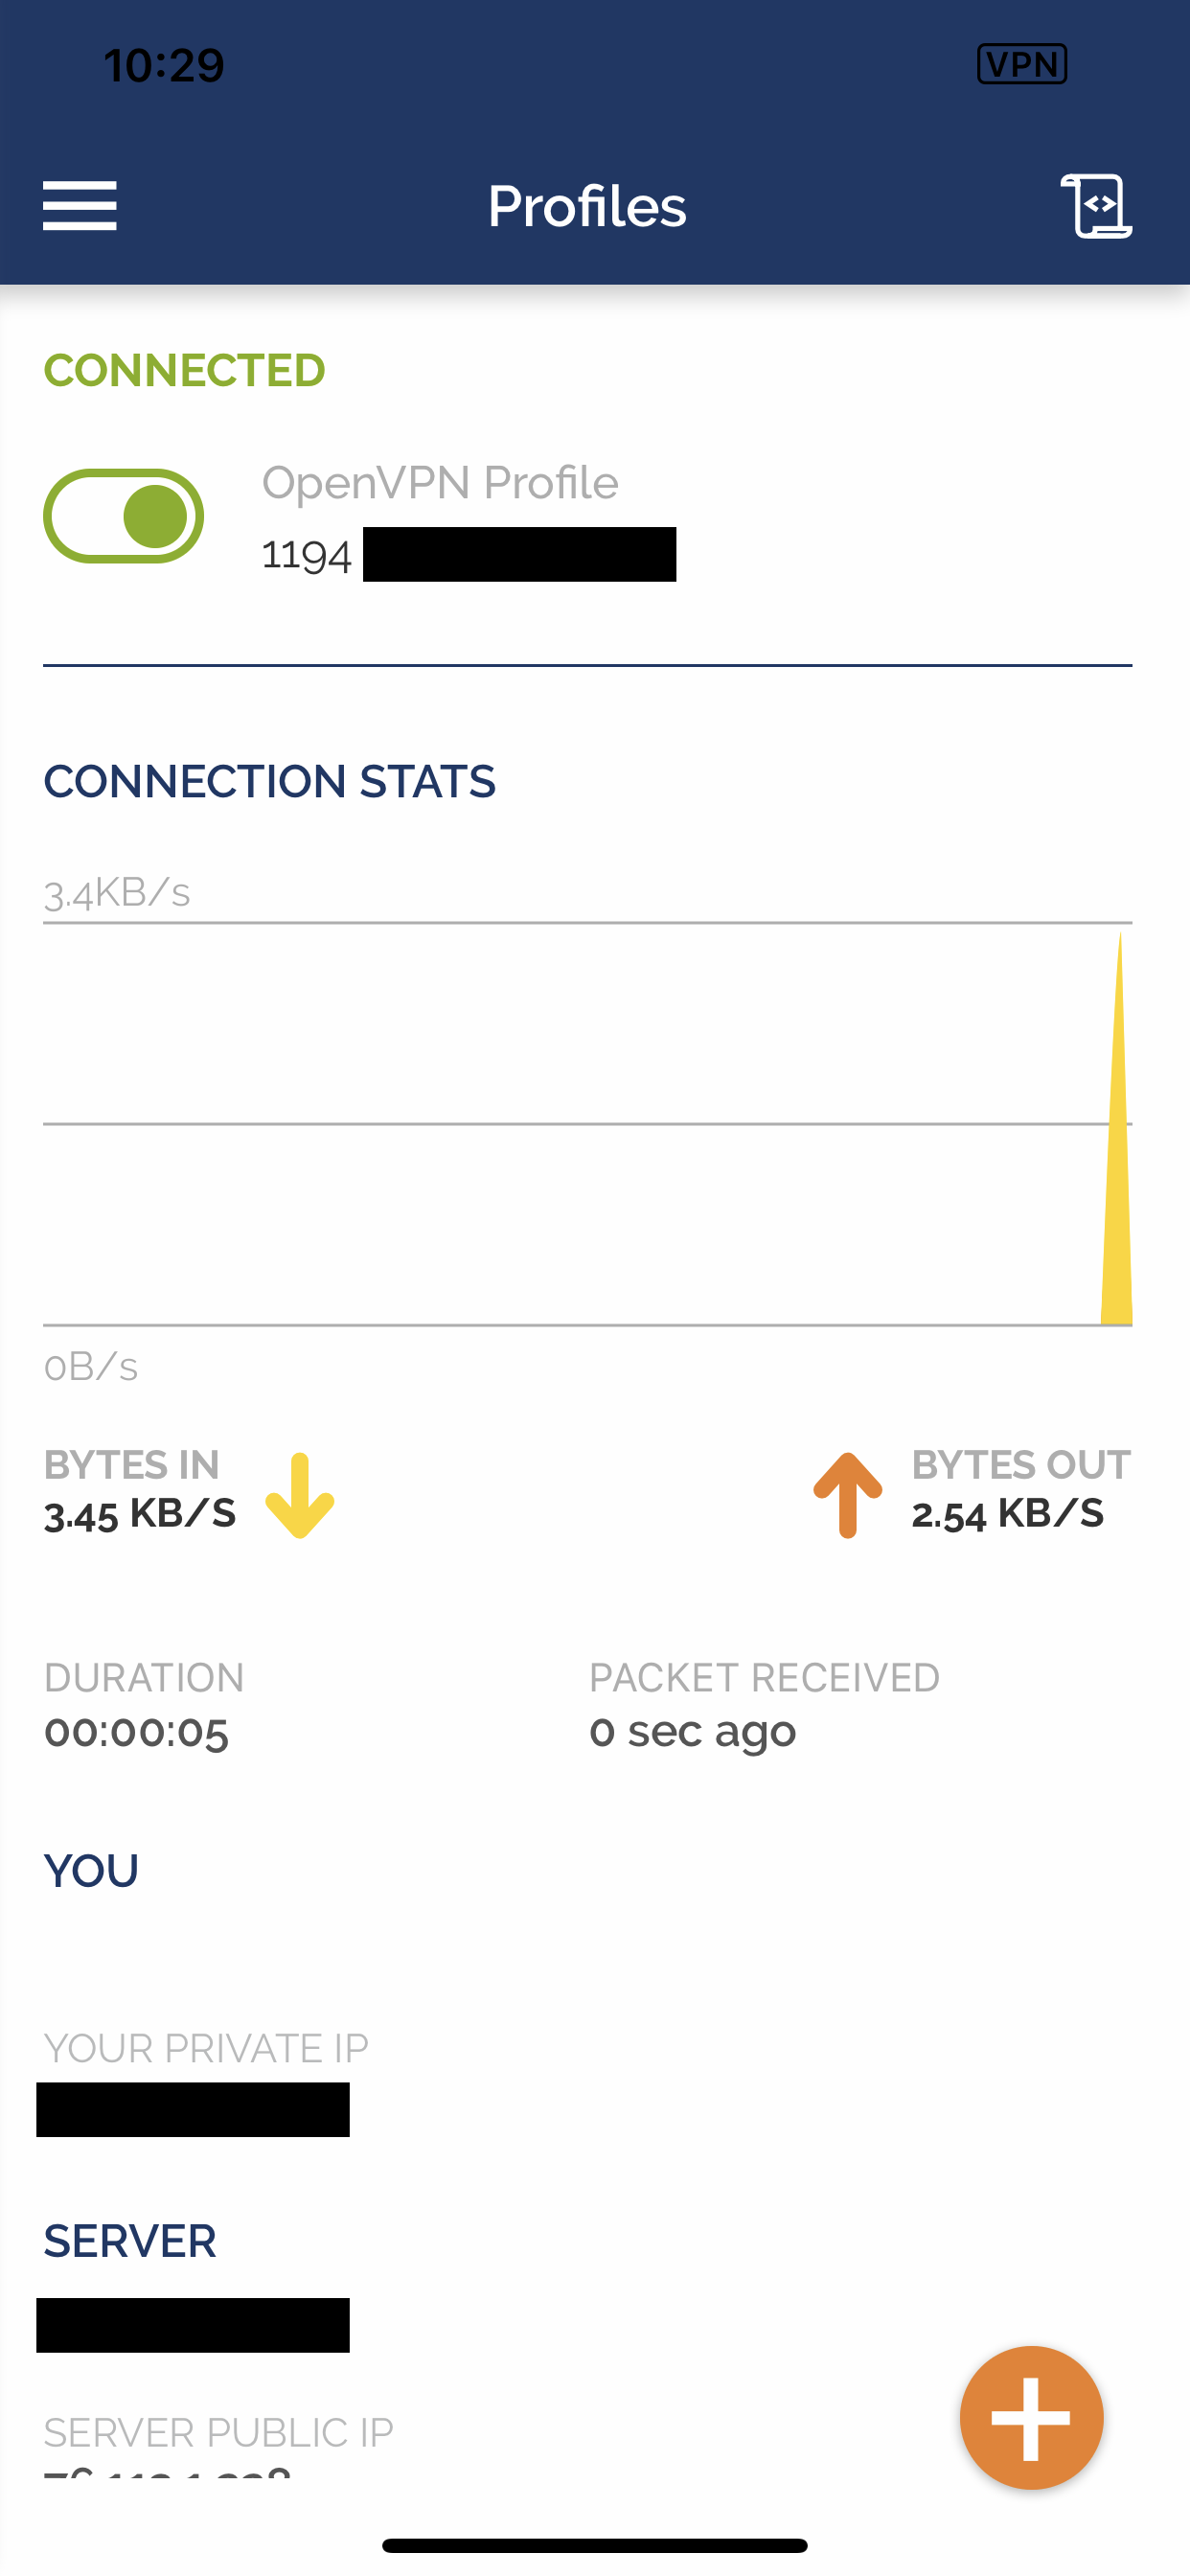 10:29
VPN
Profiles
CONNECTED
OpenVPN Profile
1194
CONNECTION STATS
3.4KB/s
0B/s
BYTES IN
3.45 KB/S
BYTES OUT
2.54 KB/S
DURATION
00:00:05
PACKET RECEIVED
0 sec ago
YOU
YOUR PRIVATE IP
SERVER
SERVER PUBLIC IP